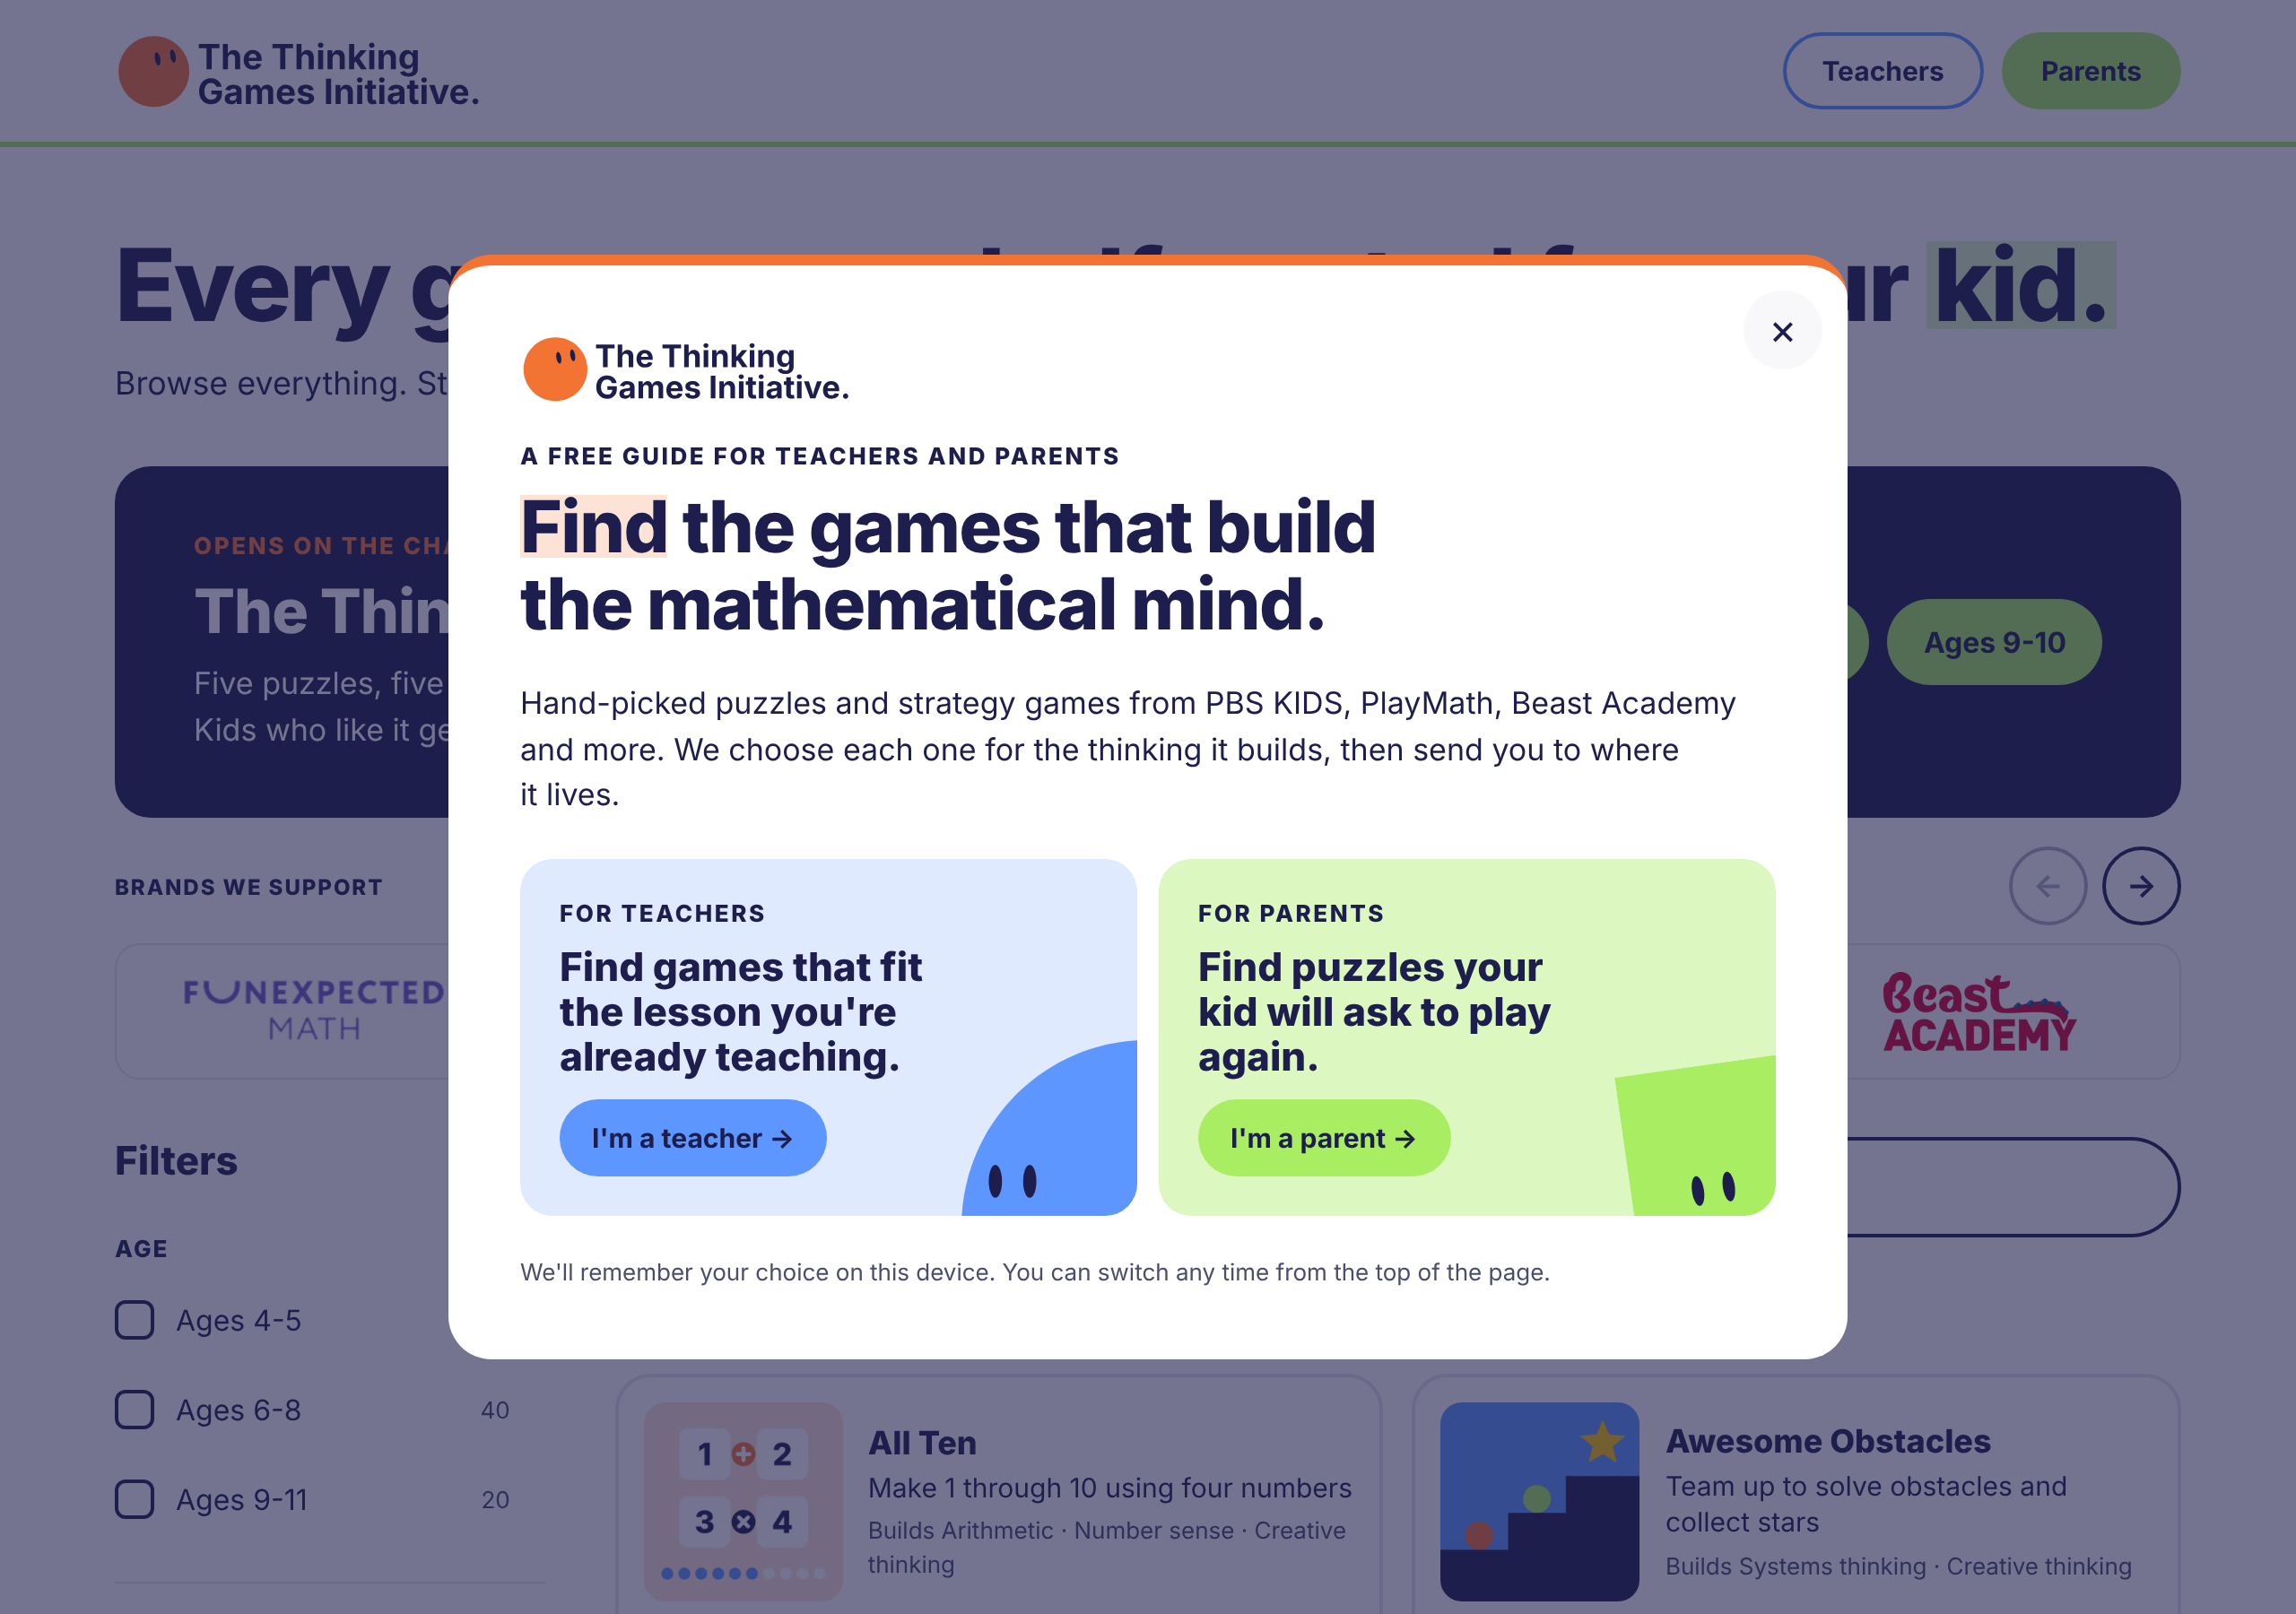 The Thinking
Games Initiative.
Teachers
Parents
Every
kid.
Browse everything.
OPENS ON THE
The
Five puzzles, five
Kids who like it
Ages 9-10
BRANDS WE SUPPORT
FUNEXPECTED
MATH
Beast
ACADEMY
Filters
AGE
Ages 4-5
Ages 6-8
40
Ages 9-11
20
The Thinking
Games Initiative.
×
A FREE GUIDE FOR TEACHERS AND PARENTS
Find the games that build
the mathematical mind.
Hand-picked puzzles and strategy games from PBS KIDS, PlayMath, Beast Academy
and more. We choose each one for the thinking it builds, then send you to where
it lives.
FOR TEACHERS
Find games that fit
the lesson you're
already teaching.
I'm a teacher →
FOR PARENTS
Find puzzles your
kid will ask to play
again.
I'm a parent →
We'll remember your choice on this device. You can switch any time from the top of the page.
1 + 2
3 × 4
All Ten
Make 1 through 10 using four numbers
Builds Arithmetic · Number sense · Creative
thinking
Awesome Obstacles
Team up to solve obstacles and
collect stars
Builds Systems thinking · Creative thinking